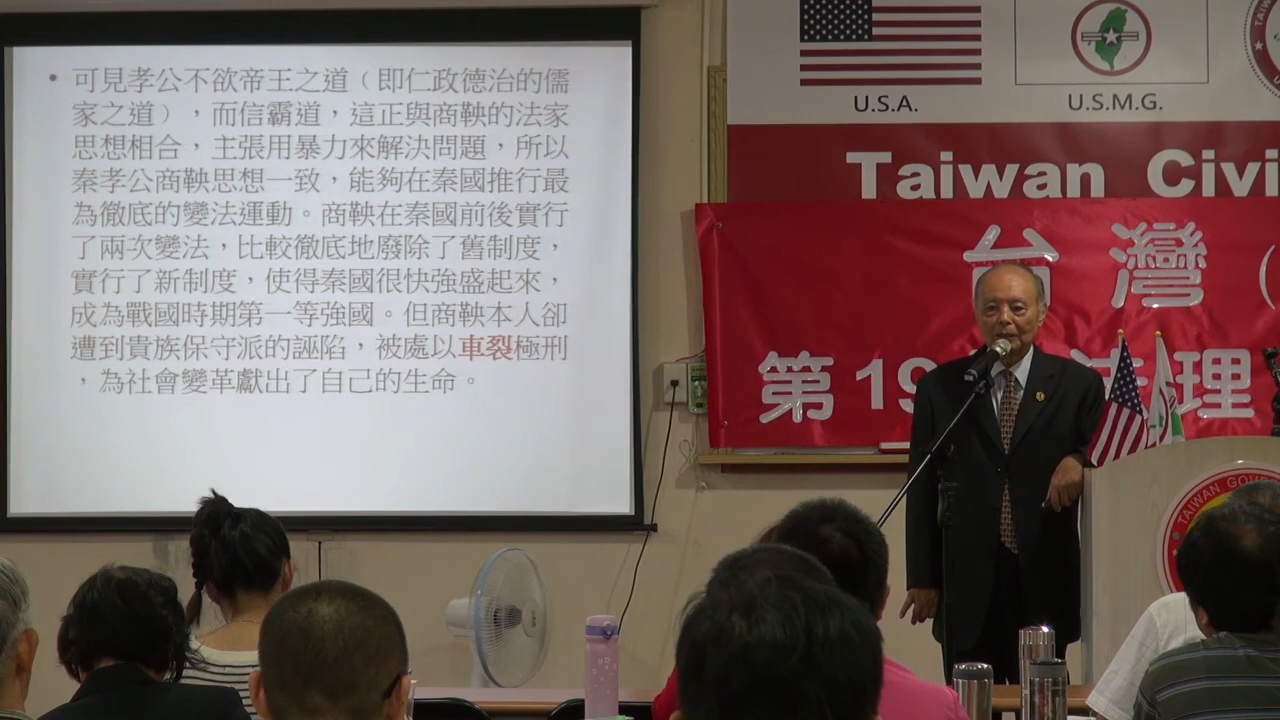 • 可見孝公不欲帝王之道（即仁政德治的儒
家之道），而信霸道，這正與商鞅的法家
思想相合，主張用暴力來解決問題，所以
秦孝公商鞅思想一致，能夠在秦國推行最
為徹底的變法運動。商鞅在秦國前後實行
了兩次變法，比較徹底地廢除了舊制度，
實行了新制度，使得秦國很快強盛起來，
成為戰國時期第一等強國。但商鞅本人卻
遭到貴族保守派的誣陷，被處以車裂極刑
，為社會變革獻出了自己的生命。
U.S.A.
U.S.M.G.
Taiwan Civi
台灣（
第19
理
TAIWAN GOVE